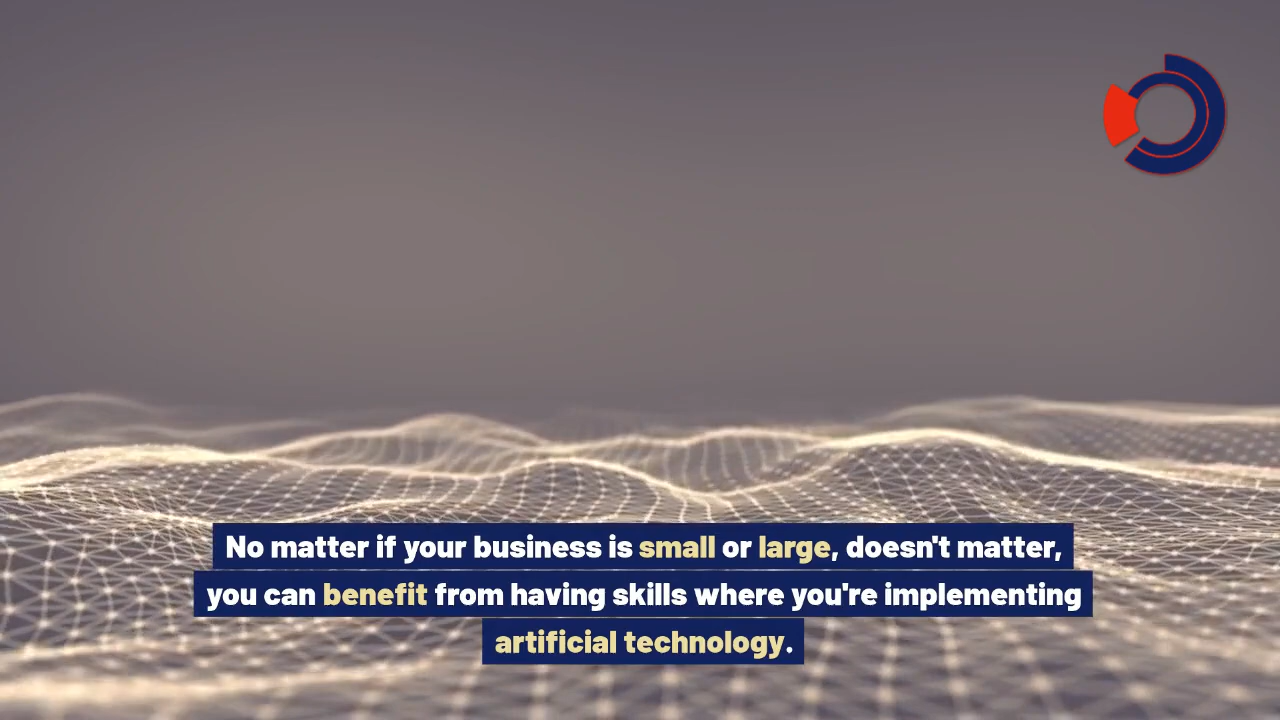 No matter if your business is small or large, doesn't matter,
you can benefit from having skills where you're implementing
artificial technology.